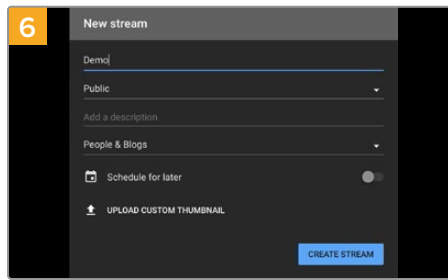 6
New stream
Demo
Public
Add a description
People & Blogs
Schedule for later
UPLOAD CUSTOM THUMBNAIL
CREATE STREAM